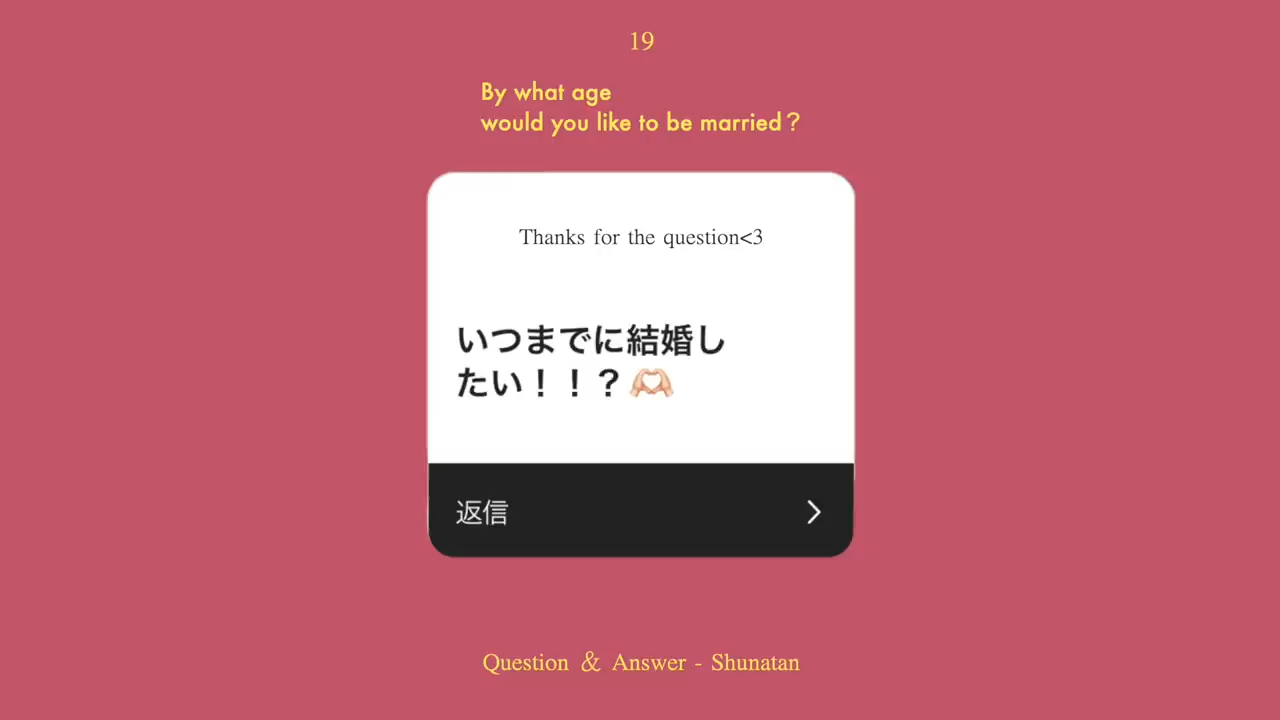 19
By what age
would you like to be married？
Thanks for the question<3
いつまでに結婚し
たい！！？🫶🏻
返信
Question & Answer - Shunatan